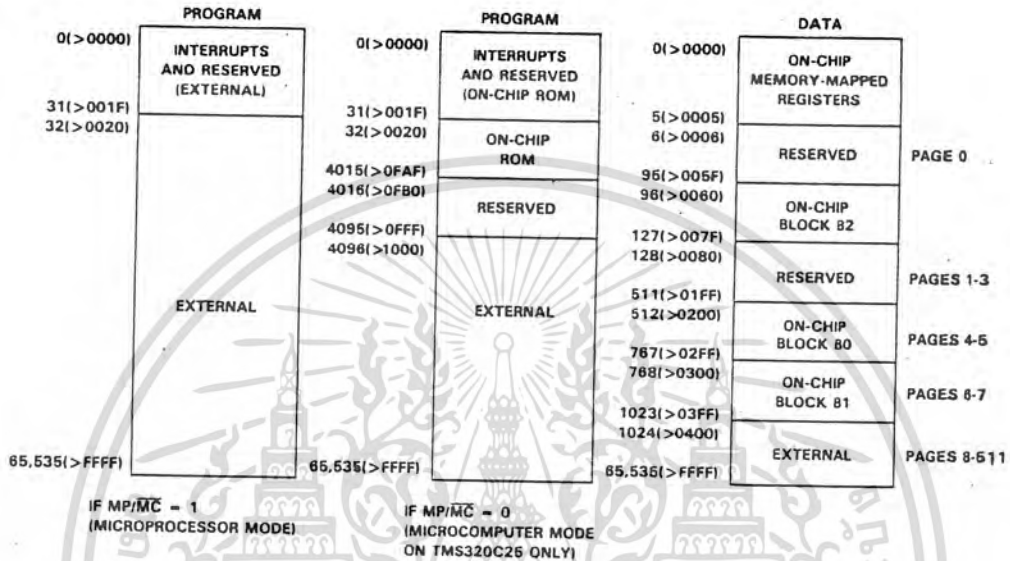 PROGRAM
0(>0000)
INTERRUPTS
AND RESERVED
(EXTERNAL)
31(>001F)
32(>0020)
EXTERNAL
65,535(>FFFF)
IF MP/M̅C̅ = 1
(MICROPROCESSOR MODE)
PROGRAM
0(>0000)
INTERRUPTS
AND RESERVED
(ON-CHIP ROM)
31(>001F)
32(>0020)
ON-CHIP
ROM
4015(>0FAF)
4016(>0FB0)
RESERVED
4095(>0FFF)
4096(>1000)
EXTERNAL
65,535(>FFFF)
IF MP/M̅C̅ = 0
(MICROCOMPUTER MODE
ON TMS320C25 ONLY)
DATA
0(>0000)
ON-CHIP
MEMORY-MAPPED
REGISTERS
5(>0005)
6(>0006)
RESERVED
PAGE 0
95(>005F)
96(>0060)
ON-CHIP
BLOCK B2
127(>007F)
128(>0080)
RESERVED
PAGES 1-3
511(>01FF)
512(>0200)
ON-CHIP
BLOCK B0
PAGES 4-5
767(>02FF)
768(>0300)
ON-CHIP
BLOCK B1
PAGES 6-7
1023(>03FF)
1024(>0400)
EXTERNAL
PAGES 8-511
65,535(>FFFF)